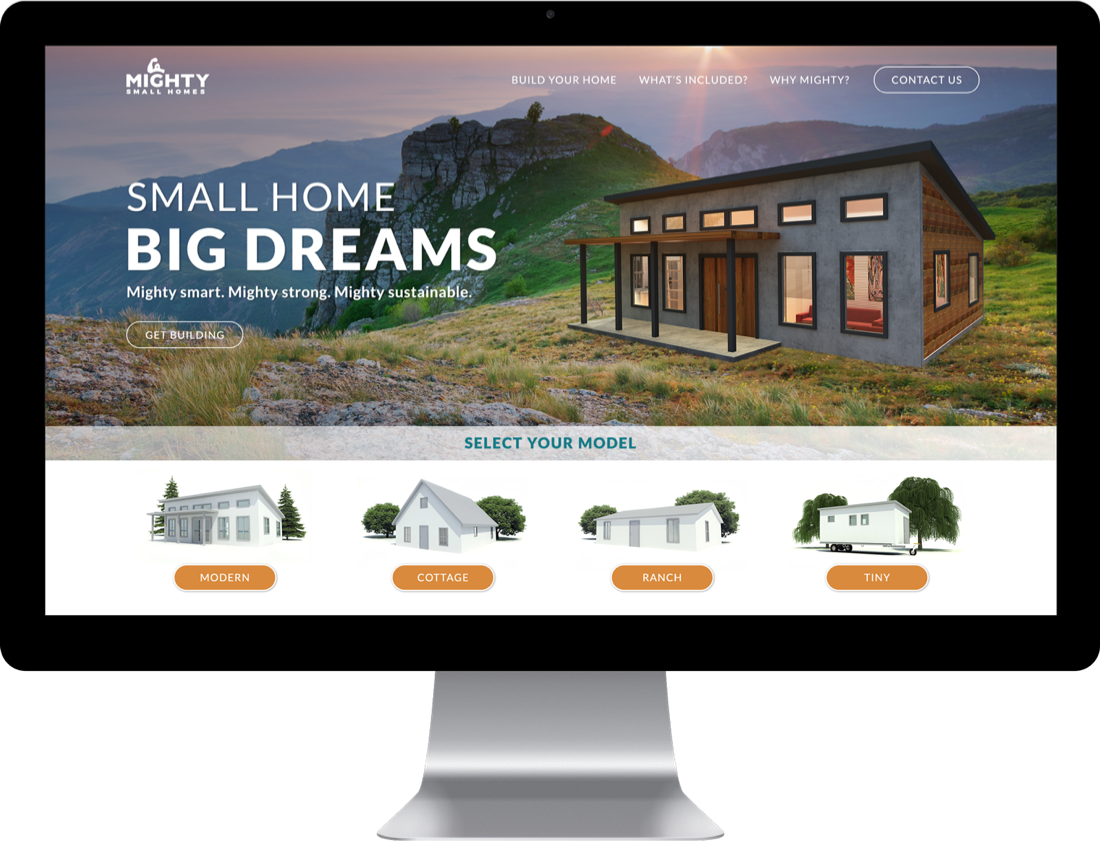 MIGHTY
SMALL HOMES
BUILD YOUR HOME
WHAT'S INCLUDED?
WHY MIGHTY?
CONTACT US
SMALL HOME
BIG DREAMS
Mighty smart. Mighty strong. Mighty sustainable.
GET BUILDING
SELECT YOUR MODEL
MODERN
COTTAGE
RANCH
TINY